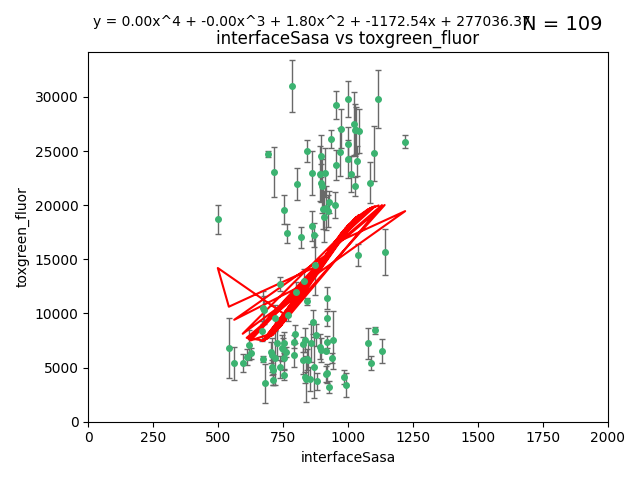 y = 0.00x^4 + -0.00x^3 + 1.80x^2 + -1172.54x + 277036.37
N = 109
interfaceSasa vs toxgreen_fluor
30000
25000
20000
15000
10000
5000
0
toxgreen_fluor
0 250 500 750 1000 1250 1500 1750 2000
interfaceSasa